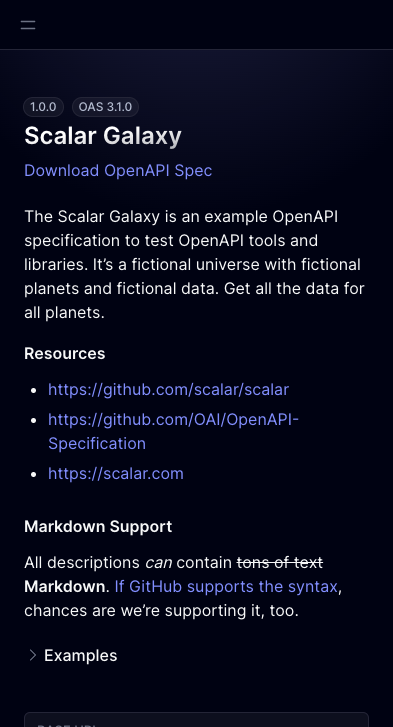 1.0.0 OAS 3.1.0
Scalar Galaxy
Download OpenAPI Spec
The Scalar Galaxy is an example OpenAPI
specification to test OpenAPI tools and
libraries. It’s a fictional universe with fictional
planets and fictional data. Get all the data for
all planets.
Resources
https://github.com/scalar/scalar
https://github.com/OAI/OpenAPI-
Specification
https://scalar.com
Markdown Support
All descriptions can contain tons of text
Markdown. If GitHub supports the syntax,
chances are we’re supporting it, too.
Examples